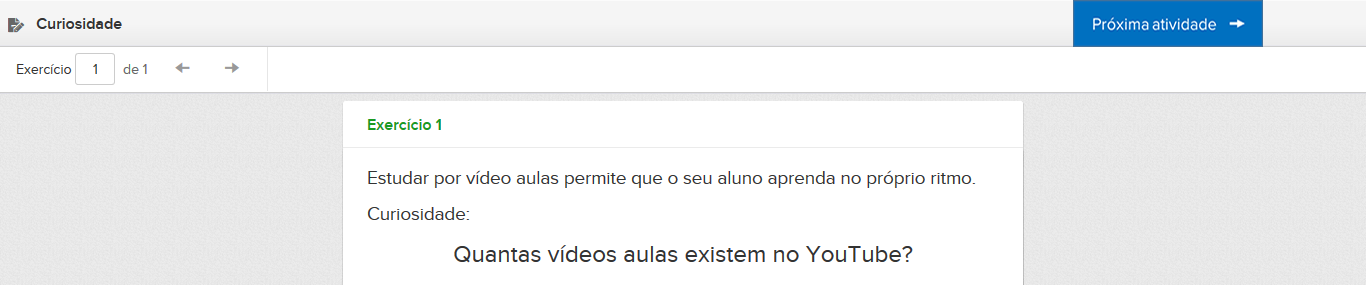 Curiosidade
Próxima atividade
Exercício 1 de 1
Exercício 1
Estudar por vídeo aulas permite que o seu aluno aprenda no próprio ritmo.
Curiosidade:
Quantas vídeos aulas existem no YouTube?